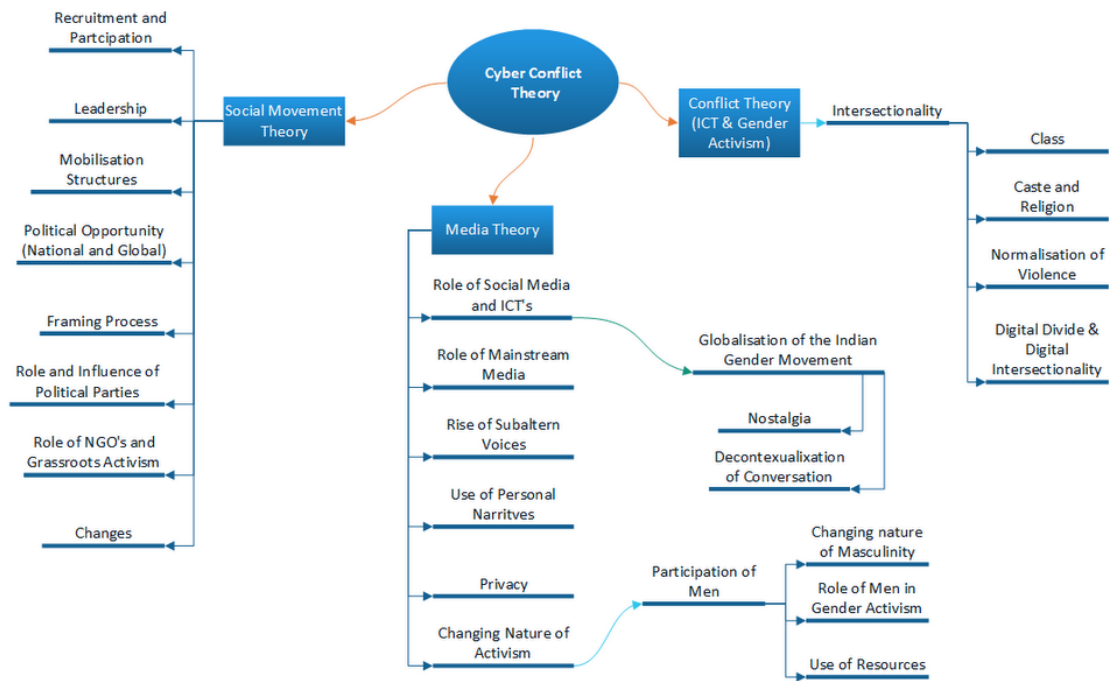 Cyber Conflict
Theory
Social Movement
Theory
Recruitment and
Partcipation
Leadership
Mobilisation
Structures
Political Opportunity
(National and Global)
Framing Process
Role and Influence of
Political Parties
Role of NGO's and
Grassroots Activism
Changes
Media Theory
Role of Social Media
and ICT's
Globalisation of the Indian
Gender Movement
Nostalgia
Decontexualixation
of Conversation
Role of Mainstream
Media
Rise of Subaltern
Voices
Use of Personal
Narritves
Privacy
Changing Nature of
Activism
Participation of
Men
Changing nature
of Masculinity
Role of Men in
Gender Activism
Use of Resources
Conflict Theory
(ICT & Gender
Activism)
Intersectionality
Class
Caste and
Religion
Normalisation of
Violence
Digital Divide &
Digital
Intersectionality